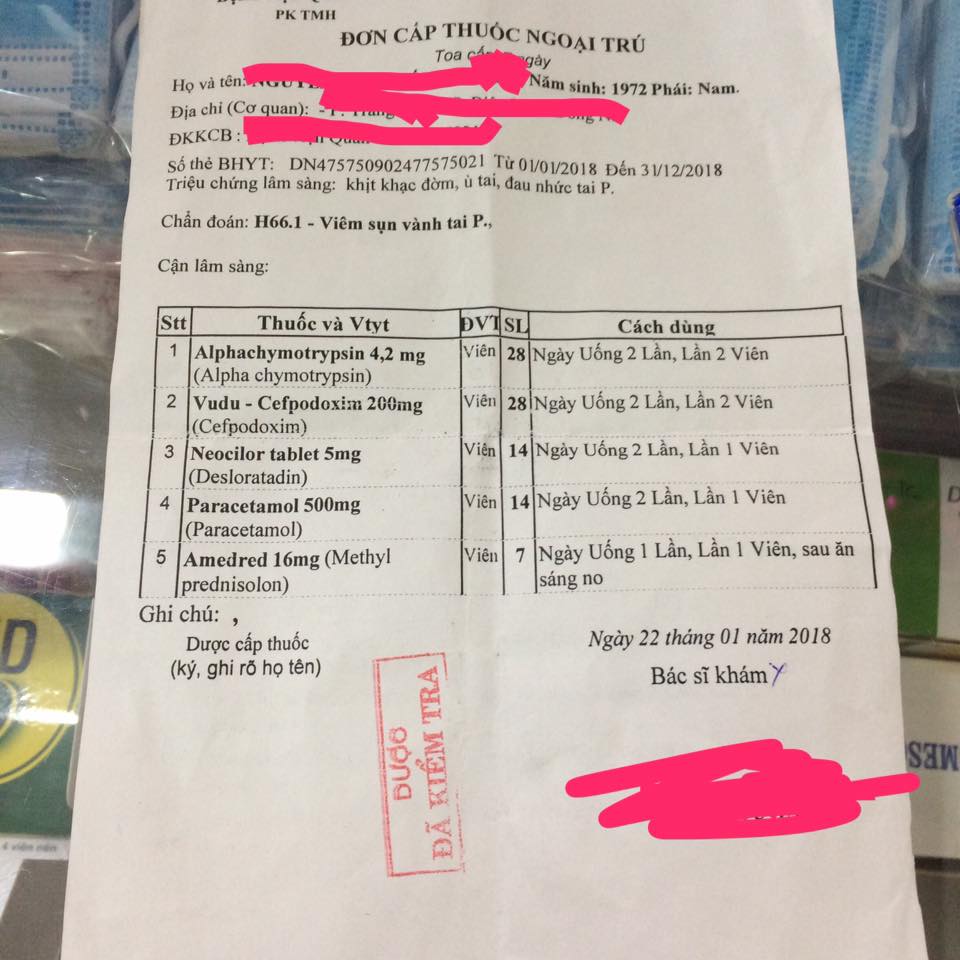 PK TMH
ĐƠN CẤP THUỐC NGOẠI TRÚ
Toa
Họ và tên: Năm sinh: 1972 Phái: Nam.
Địa chỉ (Cơ quan):
ĐKKCB :
Số thẻ BHYT: DN475750902477575021 Từ 01/01/2018 Đến 31/12/2018
Triệu chứng lâm sàng: khịt khạc đờm, ù tai, đau nhức tai P.
Chẩn đoán: H66.1 - Viêm sụn vành tai P.,
Cận lâm sàng:
Stt Thuốc và Vtyt ĐVT SL Cách dùng
1 Alphachymotrypsin 4,2 mg Viên 28 Ngày Uống 2 Lần, Lần 2 Viên
(Alpha chymotrypsin)
2 Vudu - Cefpodoxim 200mg Viên 28 Ngày Uống 2 Lần, Lần 2 Viên
(Cefpodoxim)
3 Neocilor tablet 5mg Viên 14 Ngày Uống 2 Lần, Lần 1 Viên
(Desloratadin)
4 Paracetamol 500mg Viên 14 Ngày Uống 2 Lần, Lần 1 Viên
(Paracetamol)
5 Amedred 16mg (Methyl Viên 7 Ngày Uống 1 Lần, Lần 1 Viên, sau ăn
prednisolon) sáng no
Ghi chú: ,
Dược cấp thuốc
(ký, ghi rõ họ tên)
Ngày 22 tháng 01 năm 2018
Bác sĩ khám
DƯỢC
ĐÃ KIỂM TRA
4 viên nén